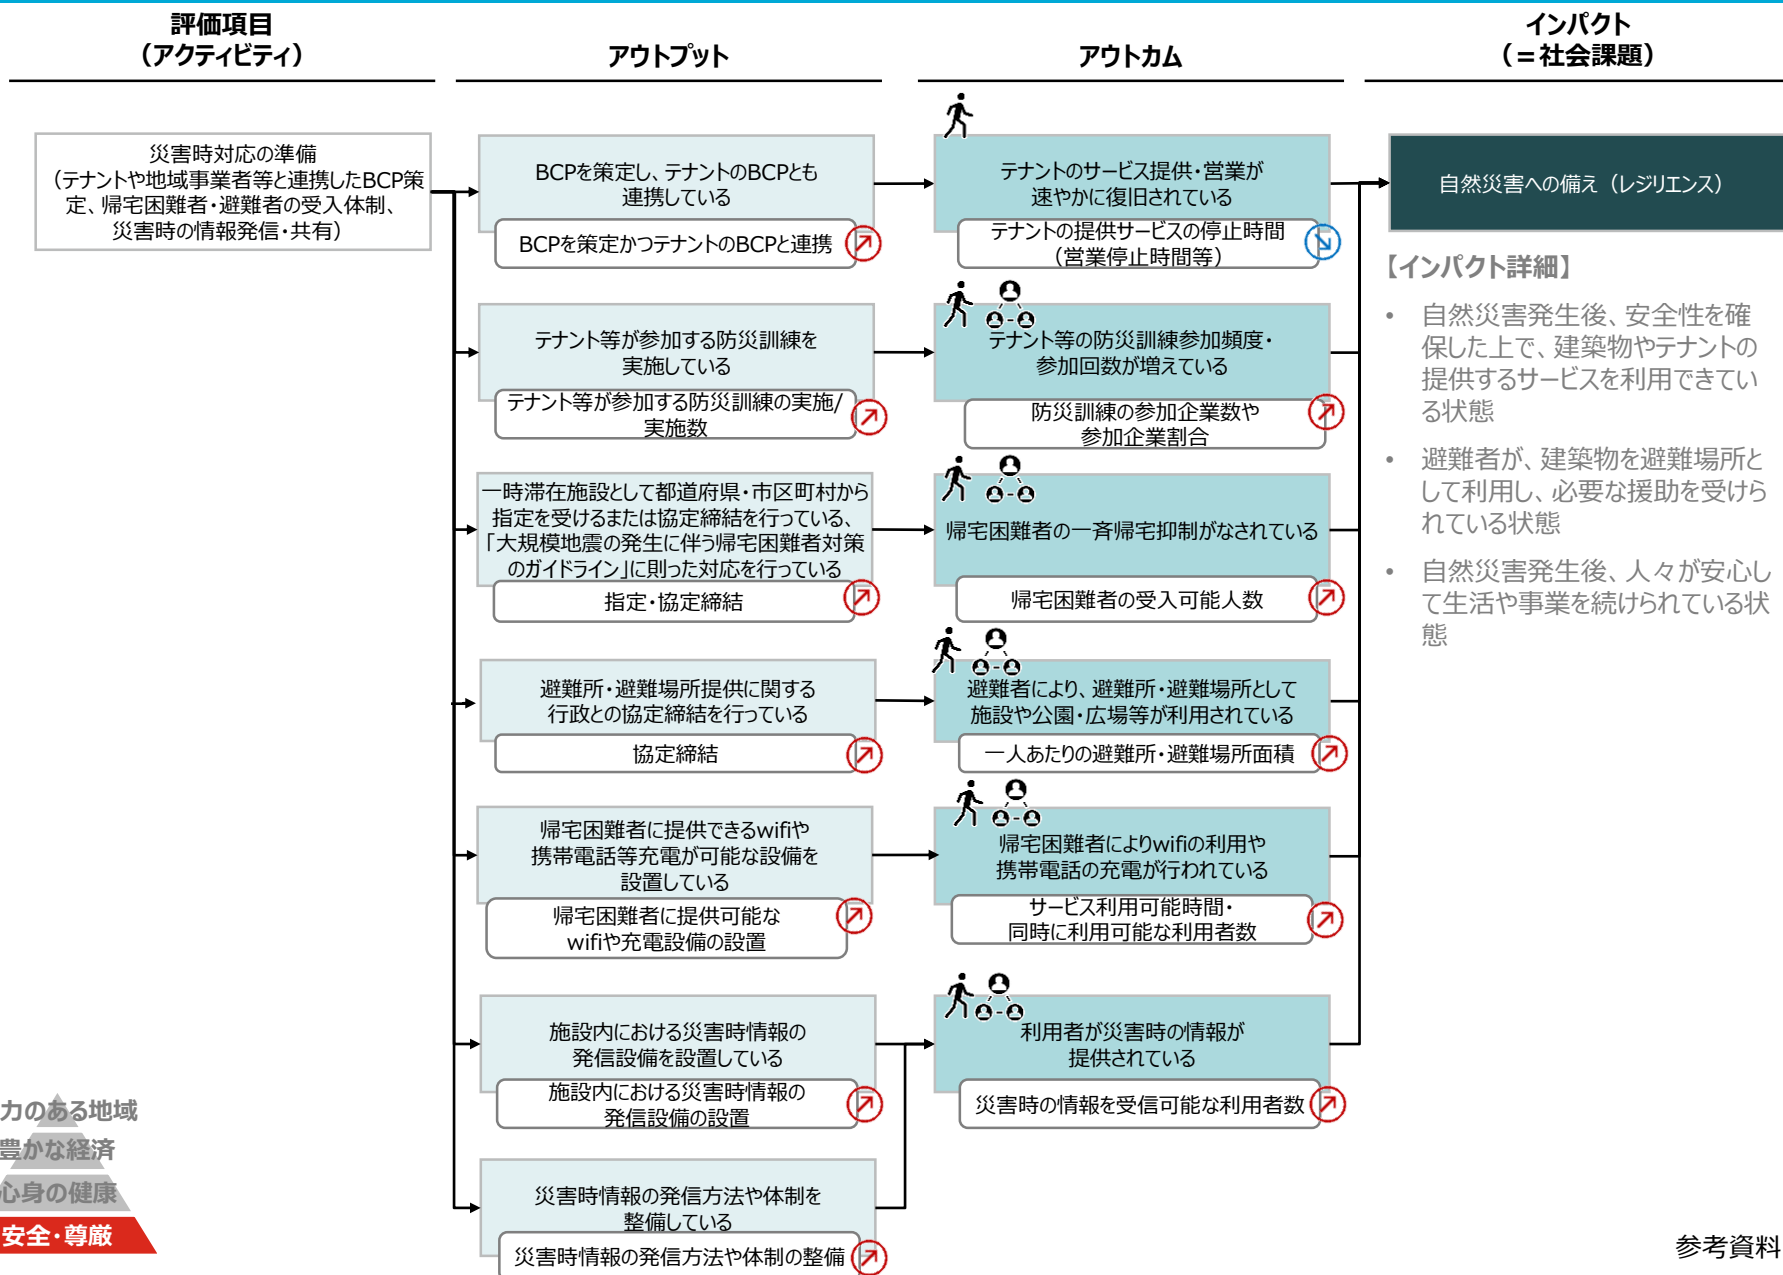 評価項目
（アクティビティ）
アウトプット
アウトカム
インパクト
（＝社会課題）
災害時対応の準備
（テナントや地域事業者等と連携したBCP策
定、帰宅困難者・避難者の受入体制、
災害時の情報発信・共有）
BCPを策定し、テナントのBCPとも
連携している
BCPを策定かつテナントのBCPと連携
テナントのサービス提供・営業が
速やかに復旧されている
テナントの提供サービスの停止時間
（営業停止時間等）
自然災害への備え（レジリエンス）
【インパクト詳細】
• 自然災害発生後、安全性を確
保した上で、建築物やテナントの
提供するサービスを利用できてい
る状態
• 避難者が、建築物を避難場所と
して利用し、必要な援助を受けら
れている状態
• 自然災害発生後、人々が安心し
て生活や事業を続けられている状
態
テナント等が参加する防災訓練を
実施している
テナント等が参加する防災訓練の実施/
実施数
テナント等の防災訓練参加頻度・
参加回数が増えている
防災訓練の参加企業数や
参加企業割合
一時滞在施設として都道府県・市区町村から
指定を受けるまたは協定締結を行っている、
「大規模地震の発生に伴う帰宅困難者対策
のガイドライン」に則った対応を行っている
指定・協定締結
帰宅困難者の一斉帰宅抑制がなされている
帰宅困難者の受入可能人数
避難所・避難場所提供に関する
行政との協定締結を行っている
協定締結
避難者により、避難所・避難場所として
施設や公園・広場等が利用されている
一人あたりの避難所・避難場所面積
帰宅困難者に提供できるwifiや
携帯電話等充電が可能な設備を
設置している
帰宅困難者に提供可能な
wifiや充電設備の設置
帰宅困難者によりwifiの利用や
携帯電話の充電が行われている
サービス利用可能時間・
同時に利用可能な利用者数
施設内における災害時情報の
発信設備を設置している
施設内における災害時情報の
発信設備の設置
利用者が災害時の情報が
提供されている
災害時の情報を受信可能な利用者数
災害時情報の発信方法や体制を
整備している
災害時情報の発信方法や体制の整備
力のある地域
豊かな経済
心身の健康
安全・尊厳
参考資料